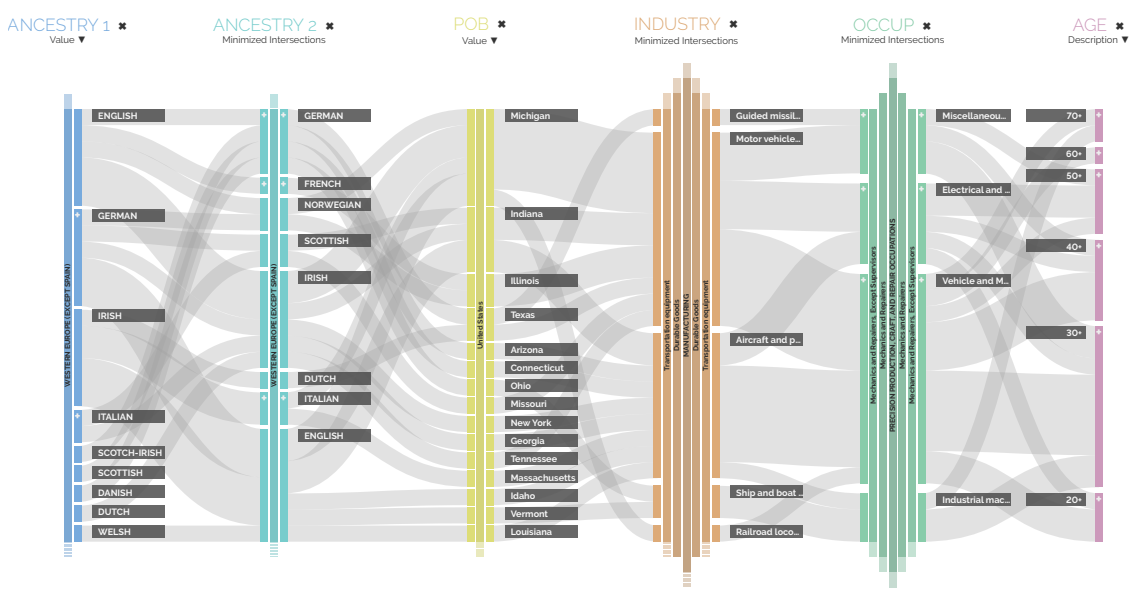 ANCESTRY 1 ✖
Value ▼
ANCESTRY 2 ✖
Minimized Intersections
POB ✖
Value ▼
INDUSTRY ✖
Minimized Intersections
OCCUP ✖
Minimized Intersections
AGE ✖
Description ▼
WESTERN EUROPE (EXCEPT SPAIN)
ENGLISH
GERMAN
IRISH
ITALIAN
SCOTCH-IRISH
SCOTTISH
DANISH
DUTCH
WELSH
WESTERN EUROPE (EXCEPT SPAIN)
GERMAN
FRENCH
NORWEGIAN
SCOTTISH
IRISH
DUTCH
ITALIAN
ENGLISH
United States
Michigan
Indiana
Illinois
Texas
Arizona
Connecticut
Ohio
Missouri
New York
Georgia
Tennessee
Massachusetts
Idaho
Vermont
Louisiana
Transportation equipment
Durable Goods
MANUFACTURING
Durable Goods
Transportation equipment
Guided missil...
Motor vehicle...
Aircraft and p...
Ship and boat ...
Railroad loco...
Mechanics and Repairers, Except Supervisors
Mechanics and Repairers
PRECISION PRODUCTION, CRAFT, AND REPAIR OCCUPATIONS
Mechanics and Repairers
Mechanics and Repairers, Except Supervisors
Miscellaneou...
Electrical and ...
Vehicle and M...
Industrial mac...
70+
60+
50+
40+
30+
20+